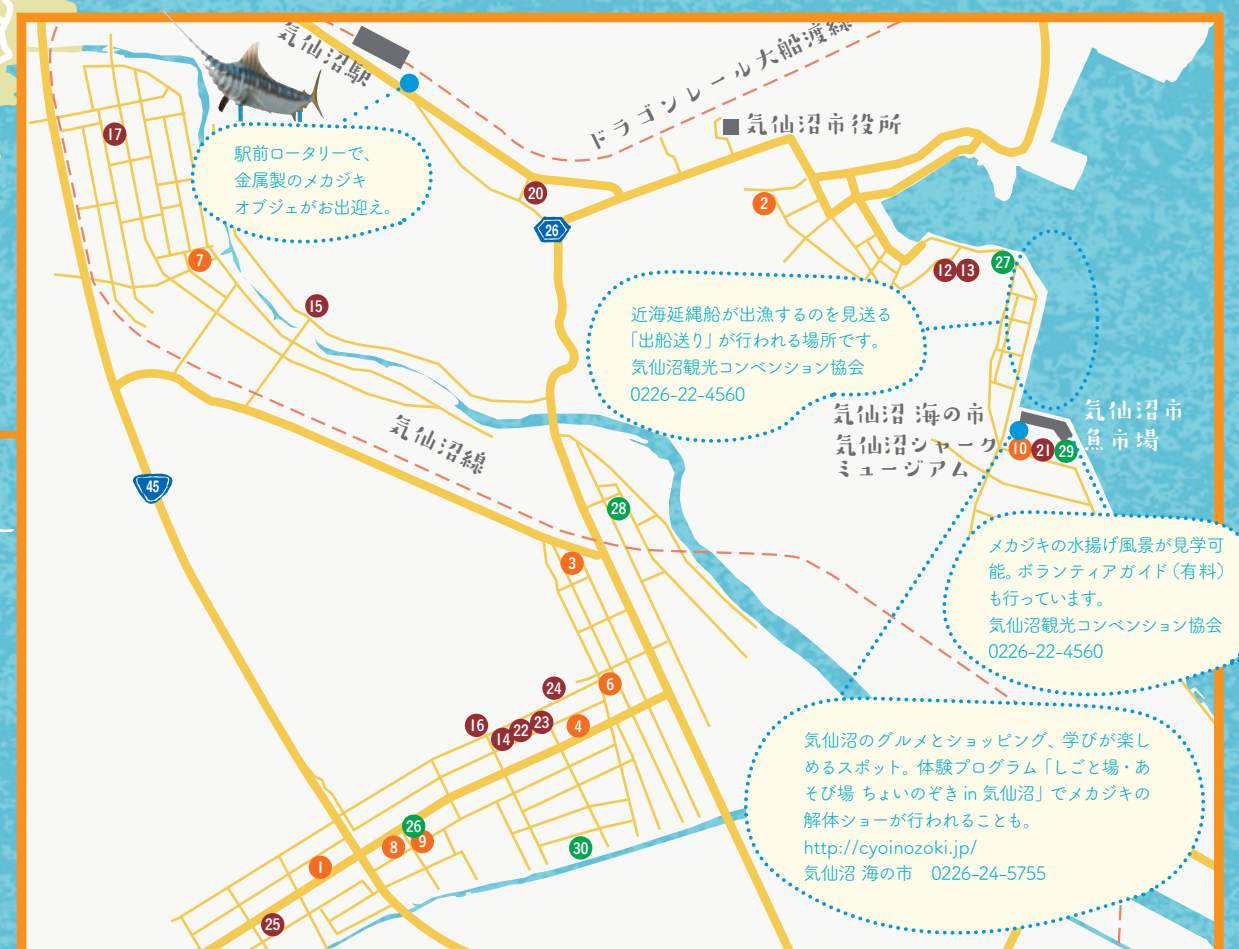 気仙沼駅
ドラゴンレール大船渡線
気仙沼市役所
17
駅前ロータリーで、
金属製のメカジキ
オブジェがお出迎え。
20
26
2
7
15
12
13
27
近海延縄船が出漁するのを見送る
「出船送り」が行われる場所です。
気仙沼観光コンベンション協会
0226-22-4560
気仙沼 海の市
気仙沼シャーク
ミュージアム
気仙沼市
魚市場
10
21
29
気仙沼線
45
28
3
メカジキの水揚げ風景が見学可
能。ボランティアガイド（有料）
も行っています。
気仙沼観光コンベンション協会
0226-22-4560
24
6
16
14
22
23
4
気仙沼のグルメとショッピング、学びが楽し
めるスポット。体験プログラム「しごと場・あ
そび場 ちょいのぞき in 気仙沼」でメカジキの
解体ショーが行われることも。
http://cyoinozoki.jp/
気仙沼 海の市　0226-24-5755
26
8
9
30
1
25